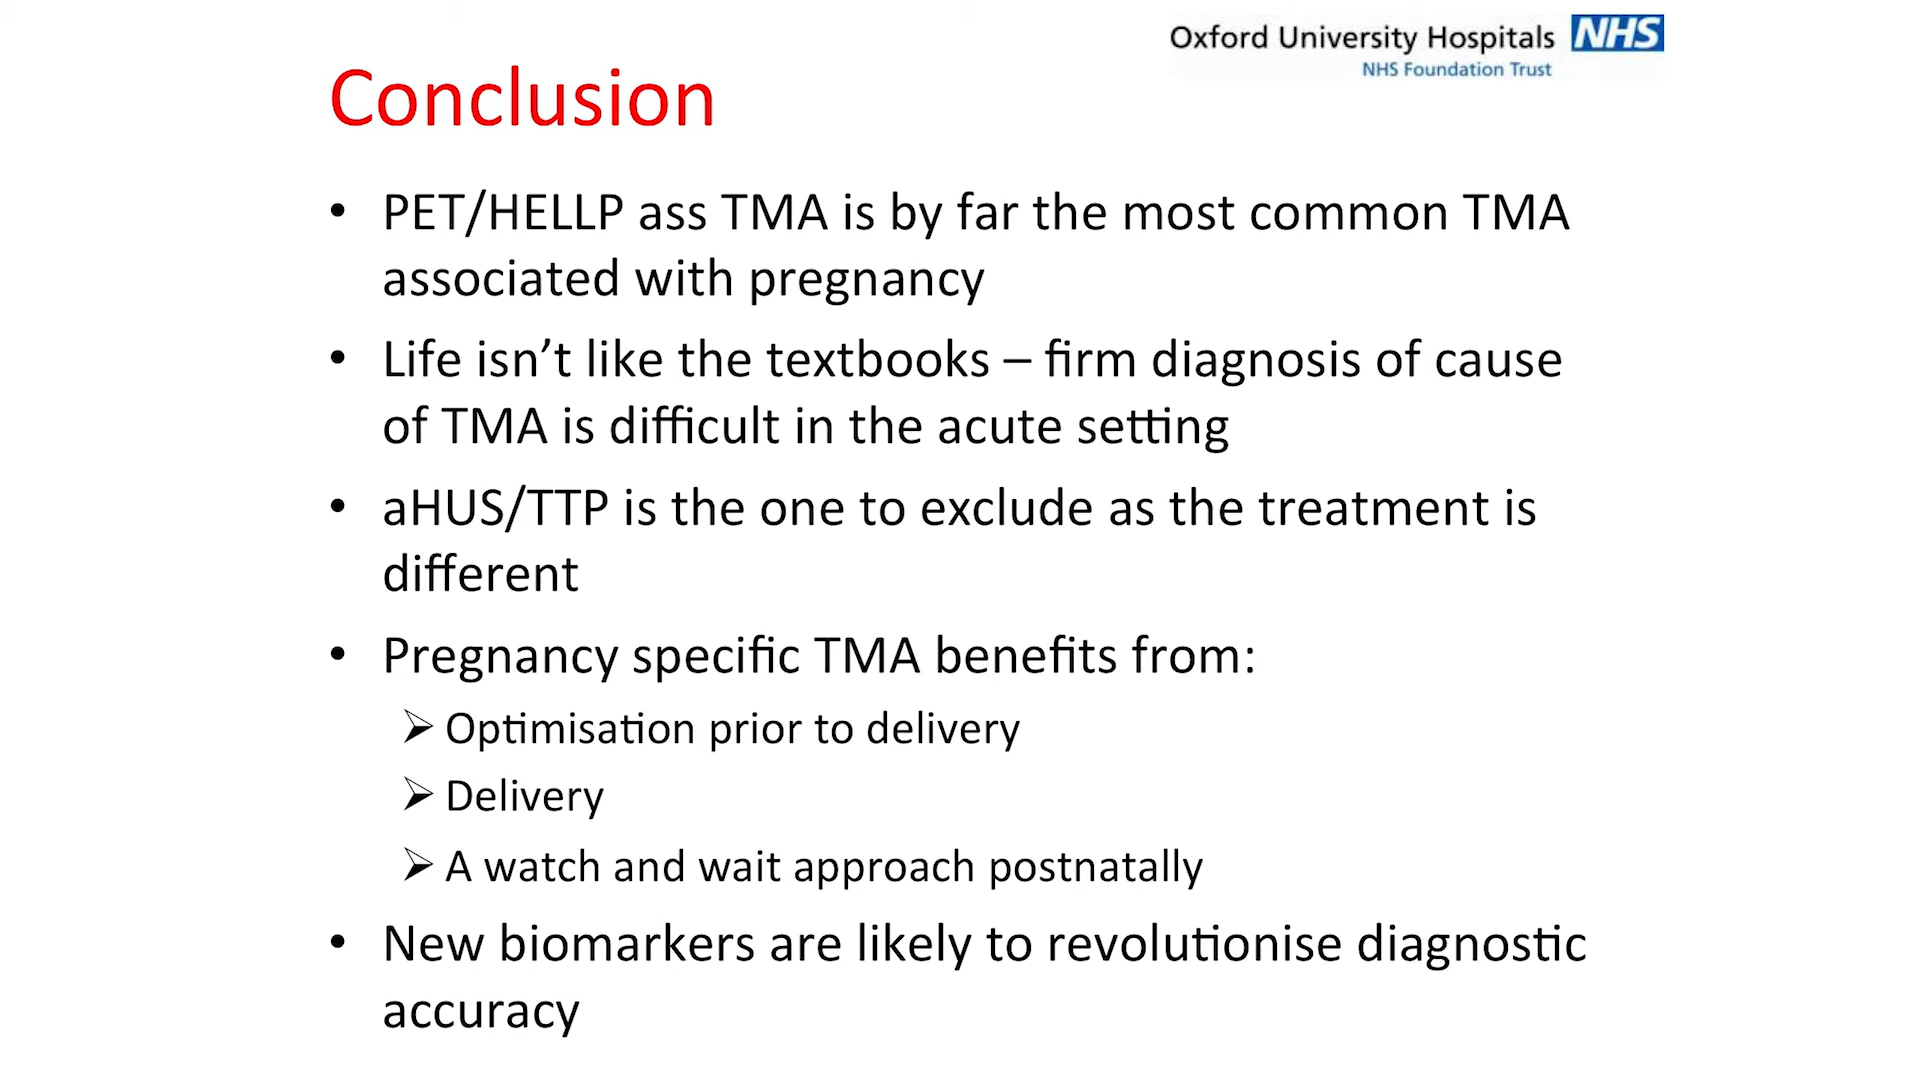 Oxford University Hospitals NHS
NHS Foundation Trust
Conclusion
• PET/HELLP ass TMA is by far the most common TMA
associated with pregnancy
• Life isn’t like the textbooks – firm diagnosis of cause
of TMA is difficult in the acute setting
• aHUS/TTP is the one to exclude as the treatment is
different
• Pregnancy specific TMA benefits from:
➢ Optimisation prior to delivery
➢ Delivery
➢ A watch and wait approach postnatally
• New biomarkers are likely to revolutionise diagnostic
accuracy